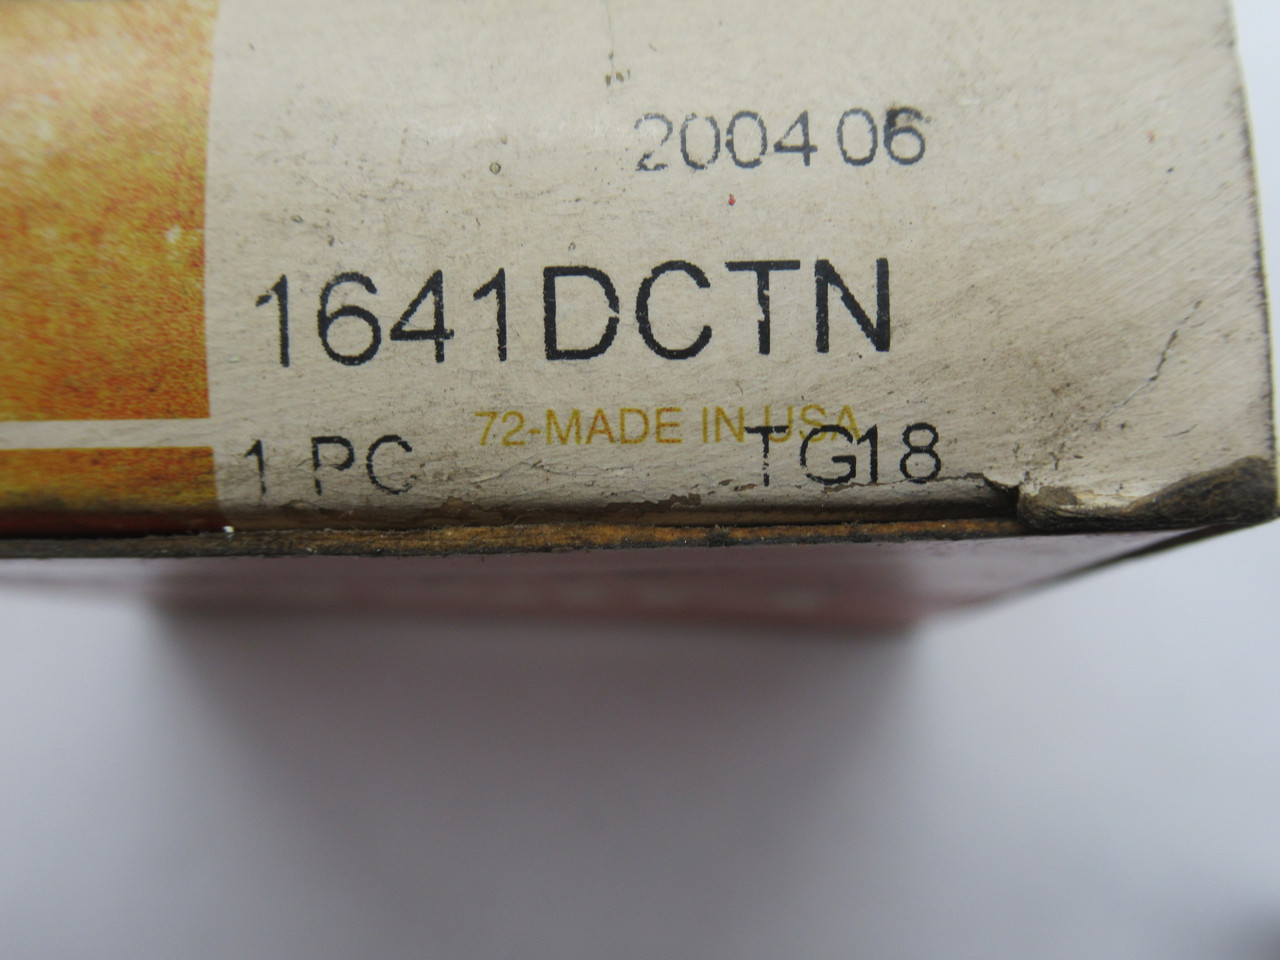 200406
1641DCTN
72-MADE IN USA
1 PC TG18